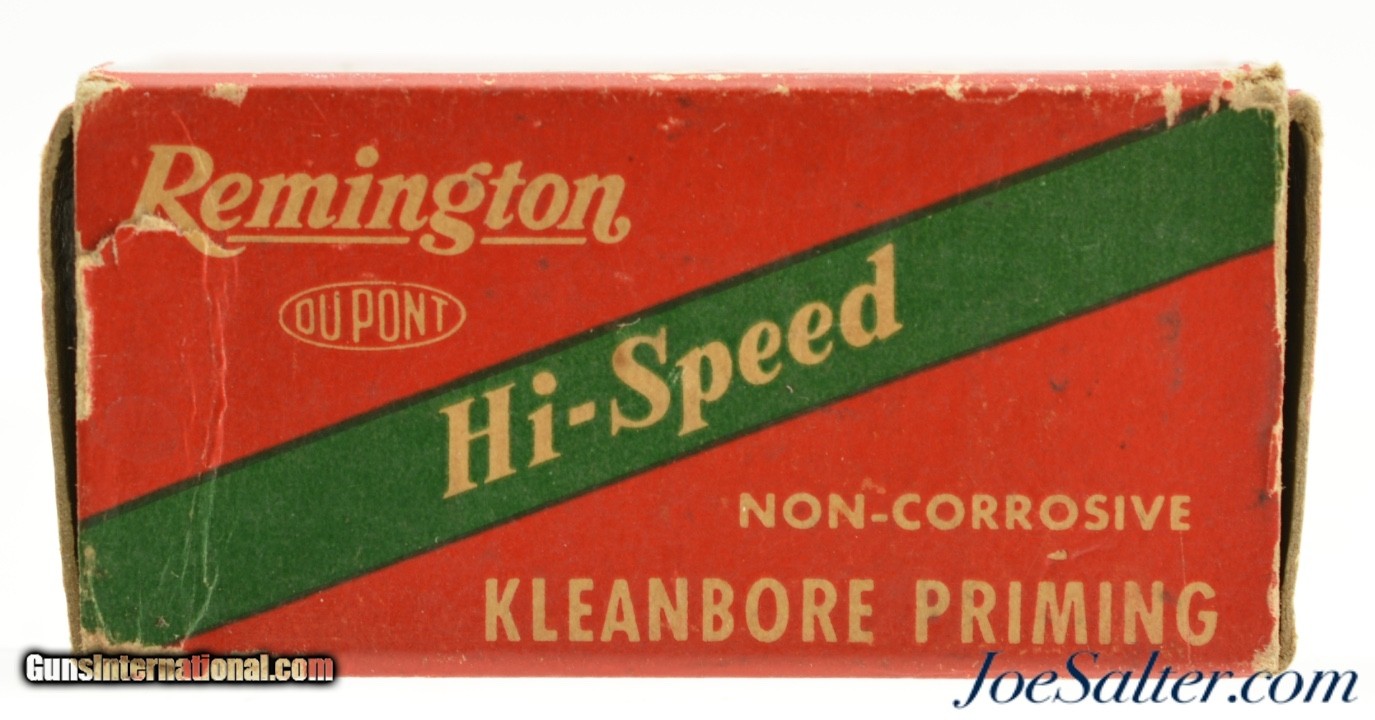 Remington
DU PONT
Hi-Speed
NON-CORROSIVE
KLEANBORE PRIMING
GunsInternational.com
JoeSalter.com